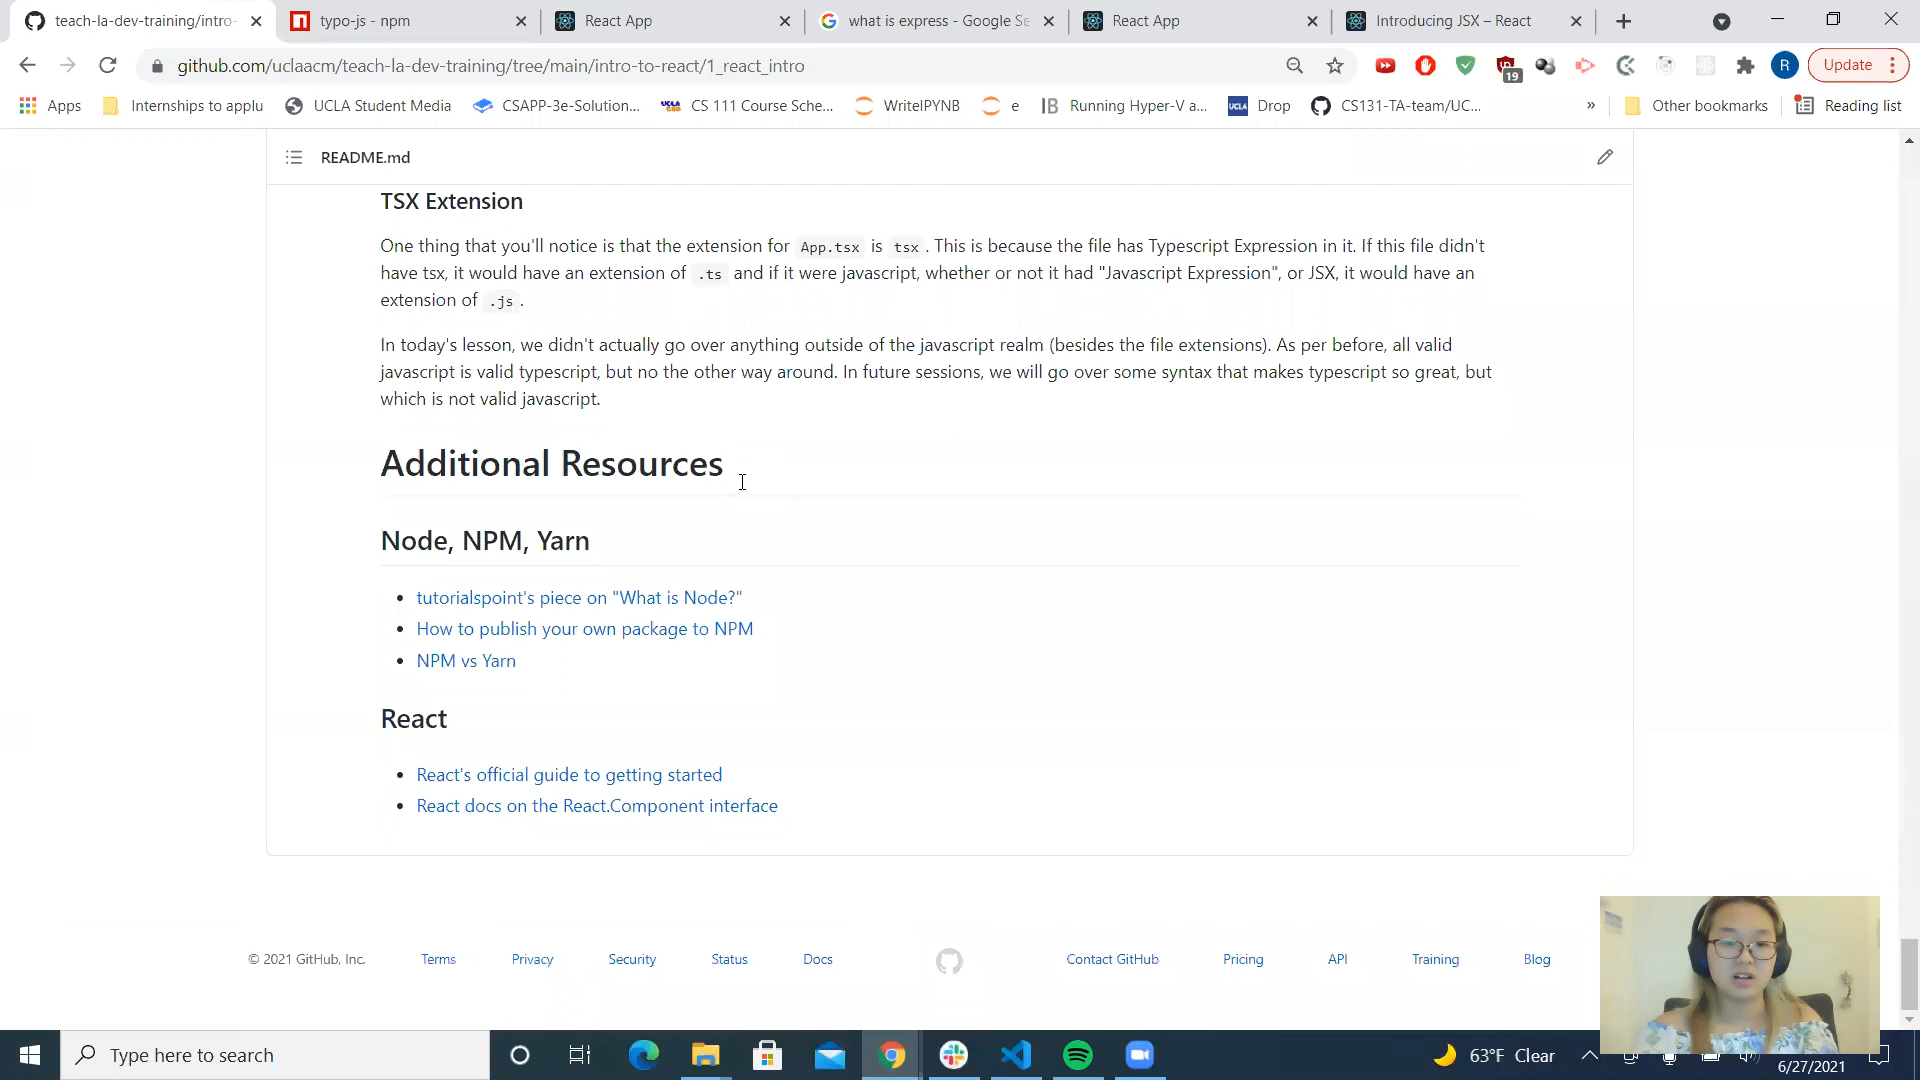 teach-la-dev-training/intro-
typo-js - npm
React App
what is express - Google Se
React App
Introducing JSX – React
github.com/uclaacm/teach-la-dev-training/tree/main/intro-to-react/1_react_intro
19
R
Update
Apps
Internships to applu
UCLA Student Media
CSAPP-3e-Solution...
CS 111 Course Sche...
WriteIPYNB
e
Running Hyper-V a...
Drop
CS131-TA-team/UC...
»
Other bookmarks
Reading list
README.md
TSX Extension
One thing that you'll notice is that the extension for App.tsx is tsx . This is because the file has Typescript Expression in it. If this file didn't
have tsx, it would have an extension of .ts and if it were javascript, whether or not it had "Javascript Expression", or JSX, it would have an
extension of .js .
In today's lesson, we didn't actually go over anything outside of the javascript realm (besides the file extensions). As per before, all valid
javascript is valid typescript, but no the other way around. In future sessions, we will go over some syntax that makes typescript so great, but
which is not valid javascript.
Additional Resources
Node, NPM, Yarn
• tutorialspoint's piece on "What is Node?"
• How to publish your own package to NPM
• NPM vs Yarn
React
• React's official guide to getting started
• React docs on the React.Component interface
© 2021 GitHub, Inc.
Terms
Privacy
Security
Status
Docs
Contact GitHub
Pricing
API
Training
Blog
Type here to search
63°F Clear
6/27/2021